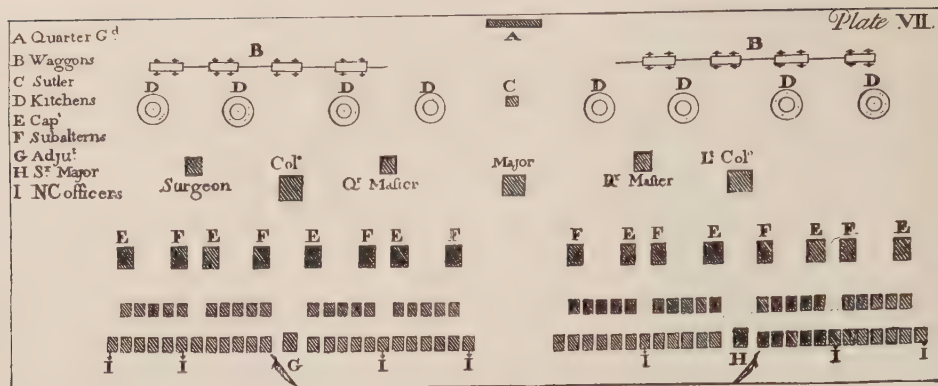 Plate VII.
A Quarter Gd
B Waggons
C Sutler
D Kitchens
E Capt
F Subalterns
G Adjut
H Sr Major
I NC officers
A
B B
C
D D D D D D D D
Surgeon Colo Qr Master Major Qr Master Lt Colo
E F E F E F E F F E F E F E F E
I I G I I I H I I